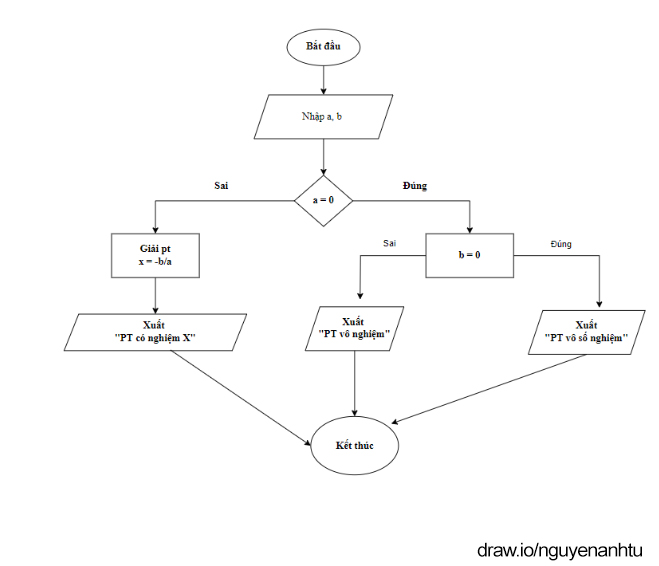 Bắt đầu
Nhập a, b
Sai
Đúng
a = 0
Giải pt
x = -b/a
Sai
b = 0
Đúng
Xuất
"PT có nghiệm X"
Xuất
"PT vô nghiệm"
Xuất
"PT vô số nghiệm"
Kết thúc
draw.io/nguyenanhtu